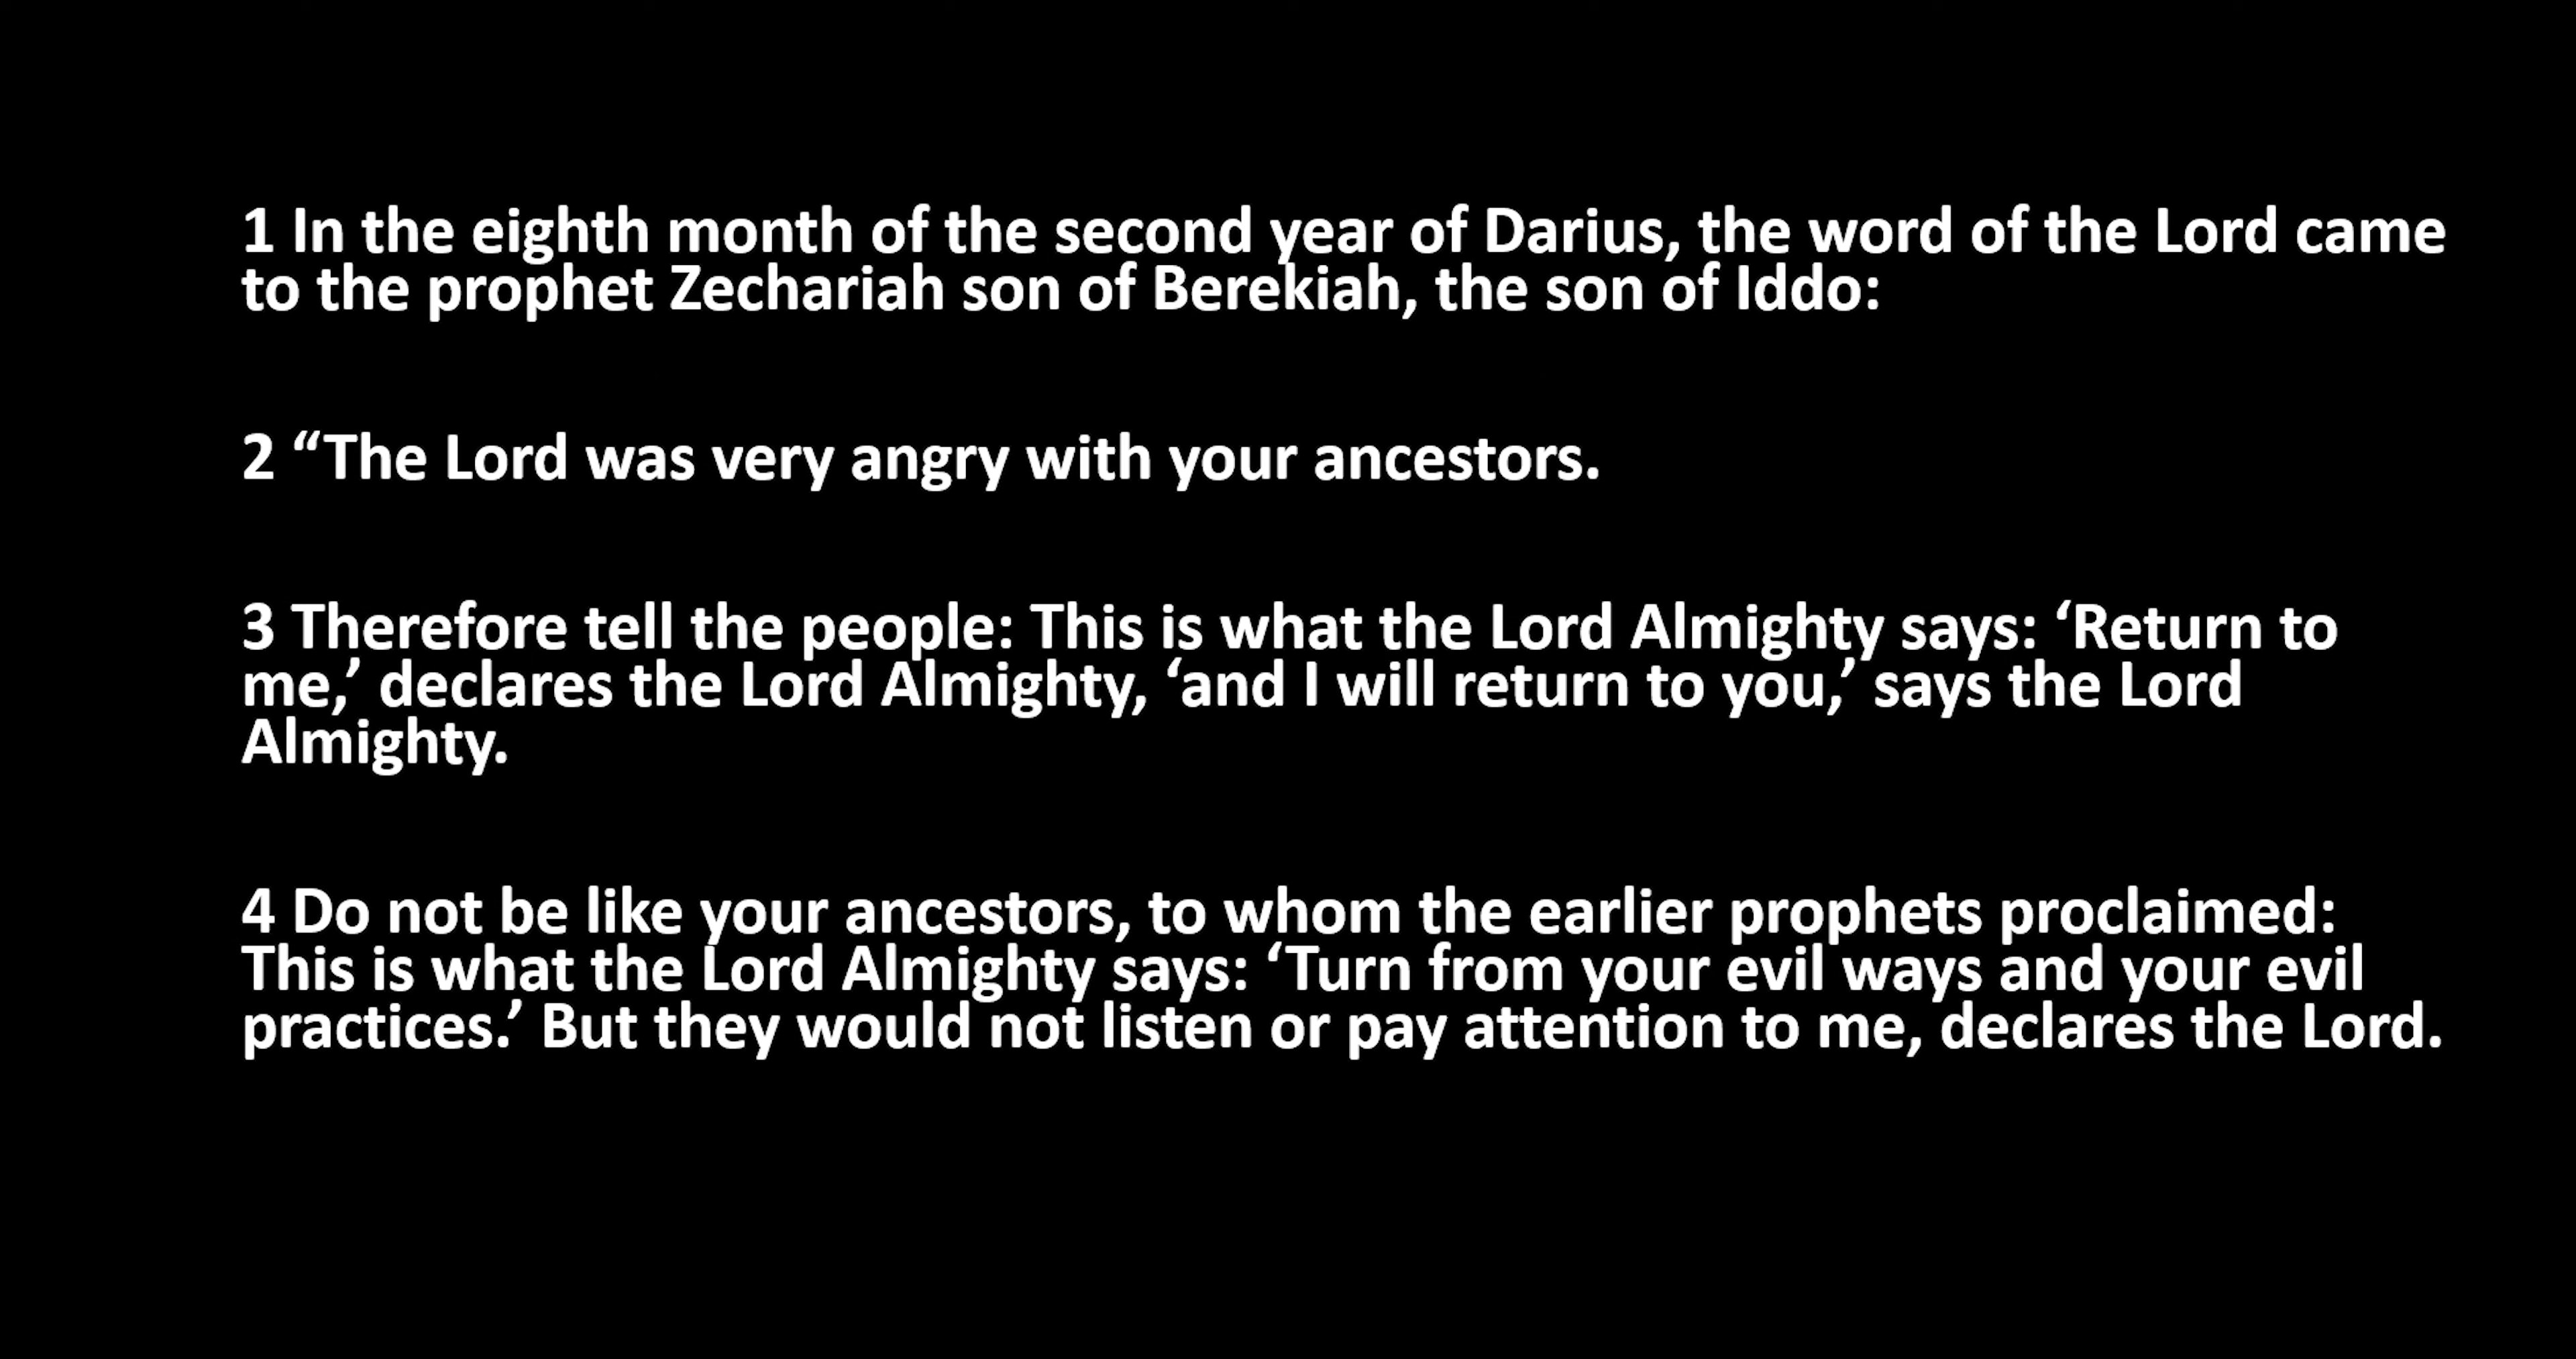 1 In the eighth month of the second year of Darius, the word of the Lord came
to the prophet Zechariah son of Berekiah, the son of Iddo:
2 “The Lord was very angry with your ancestors.
3 Therefore tell the people: This is what the Lord Almighty says: ‘Return to
me,’ declares the Lord Almighty, ‘and I will return to you,’ says the Lord
Almighty.
4 Do not be like your ancestors, to whom the earlier prophets proclaimed:
This is what the Lord Almighty says: ‘Turn from your evil ways and your evil
practices.’ But they would not listen or pay attention to me, declares the Lord.